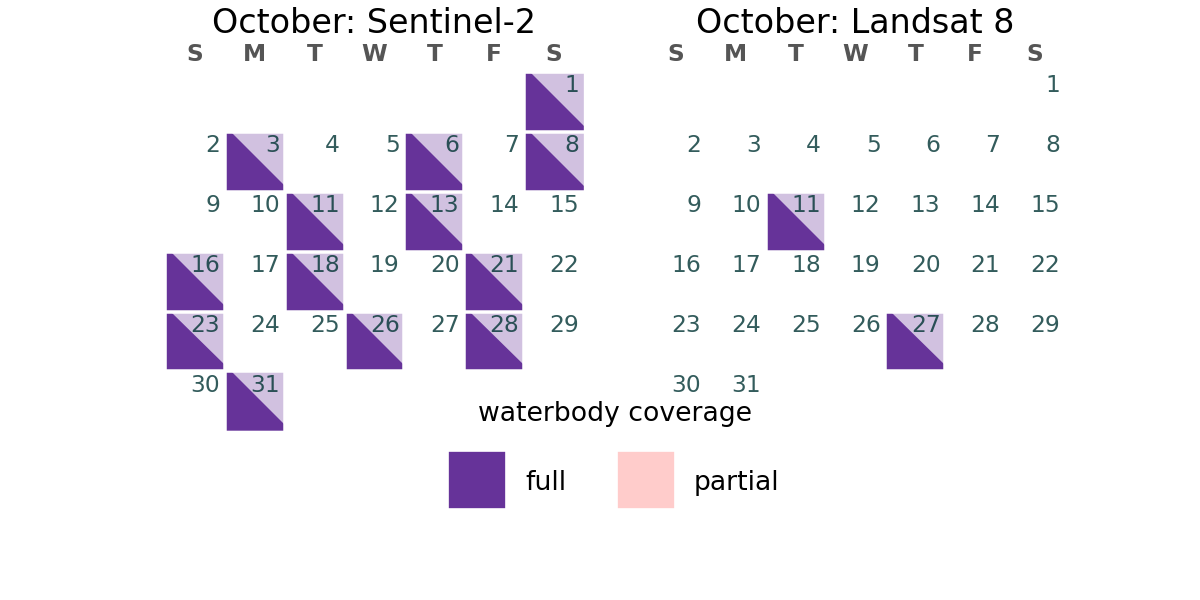 October: Sentinel-2
S M T W T F S
1
2 3 4 5 6 7 8
9 10 11 12 13 14 15
16 17 18 19 20 21 22
23 24 25 26 27 28 29
30 31
October: Landsat 8
S M T W T F S
1
2 3 4 5 6 7 8
9 10 11 12 13 14 15
16 17 18 19 20 21 22
23 24 25 26 27 28 29
30 31
waterbody coverage
full partial